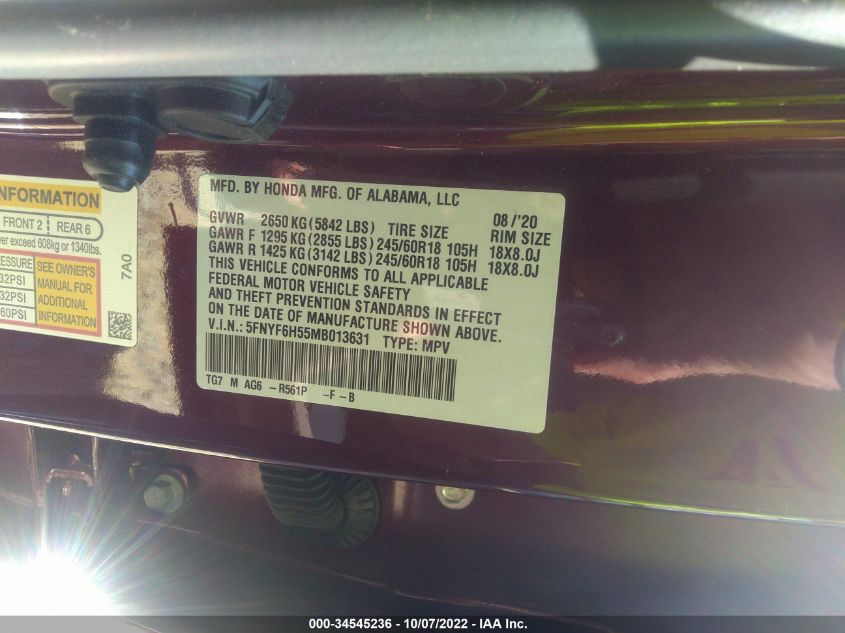 NFORMATION
FRONT 2 REAR 6
wer exceed 608kg or 1340lbs.
ESSURE
32PSI
32PSI
60PSI
SEE OWNER'S
MANUAL FOR
ADDITIONAL
INFORMATION
7A0
MFD. BY HONDA MFG. OF ALABAMA, LLC
08/'20
GVWR 2650 KG (5842 LBS) TIRE SIZE RIM SIZE
GAWR F 1295 KG (2855 LBS) 245/60R18 105H 18X8.0J
GAWR R 1425 KG (3142 LBS) 245/60R18 105H 18X8.0J
THIS VEHICLE CONFORMS TO ALL APPLICABLE
FEDERAL MOTOR VEHICLE SAFETY
AND THEFT PREVENTION STANDARDS IN EFFECT
ON THE DATE OF MANUFACTURE SHOWN ABOVE.
V.I.N.: 5FNYF6H55MB013631 TYPE: MPV
TG7 M AG6 -R561P -F -B
000-34545236 - 10/07/2022 - IAA Inc.